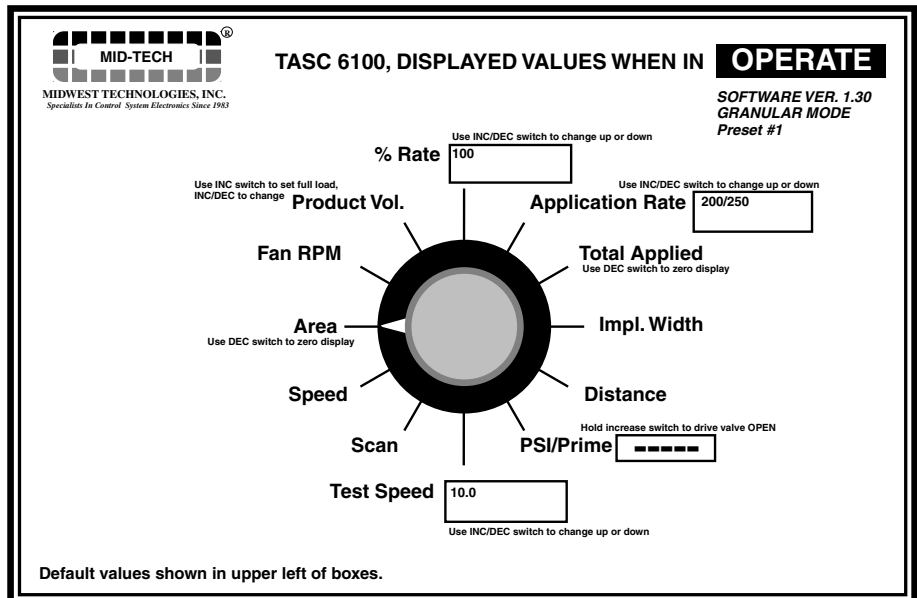 ®
MID-TECH
MIDWEST TECHNOLOGIES, INC.
Specialists In Control System Electronics Since 1983
TASC 6100, DISPLAYED VALUES WHEN IN OPERATE
SOFTWARE VER. 1.30
GRANULAR MODE
Preset #1
Use INC/DEC switch to change up or down
% Rate 100
Use INC switch to set full load,
INC/DEC to change
Product Vol.
Use INC/DEC switch to change up or down
Application Rate 200/250
Fan RPM
Total Applied
Use DEC switch to zero display
Area
Use DEC switch to zero display
Impl. Width
Speed
Distance
Scan
Hold increase switch to drive valve OPEN
PSI/Prime -----
Test Speed 10.0
Use INC/DEC switch to change up or down
Default values shown in upper left of boxes.